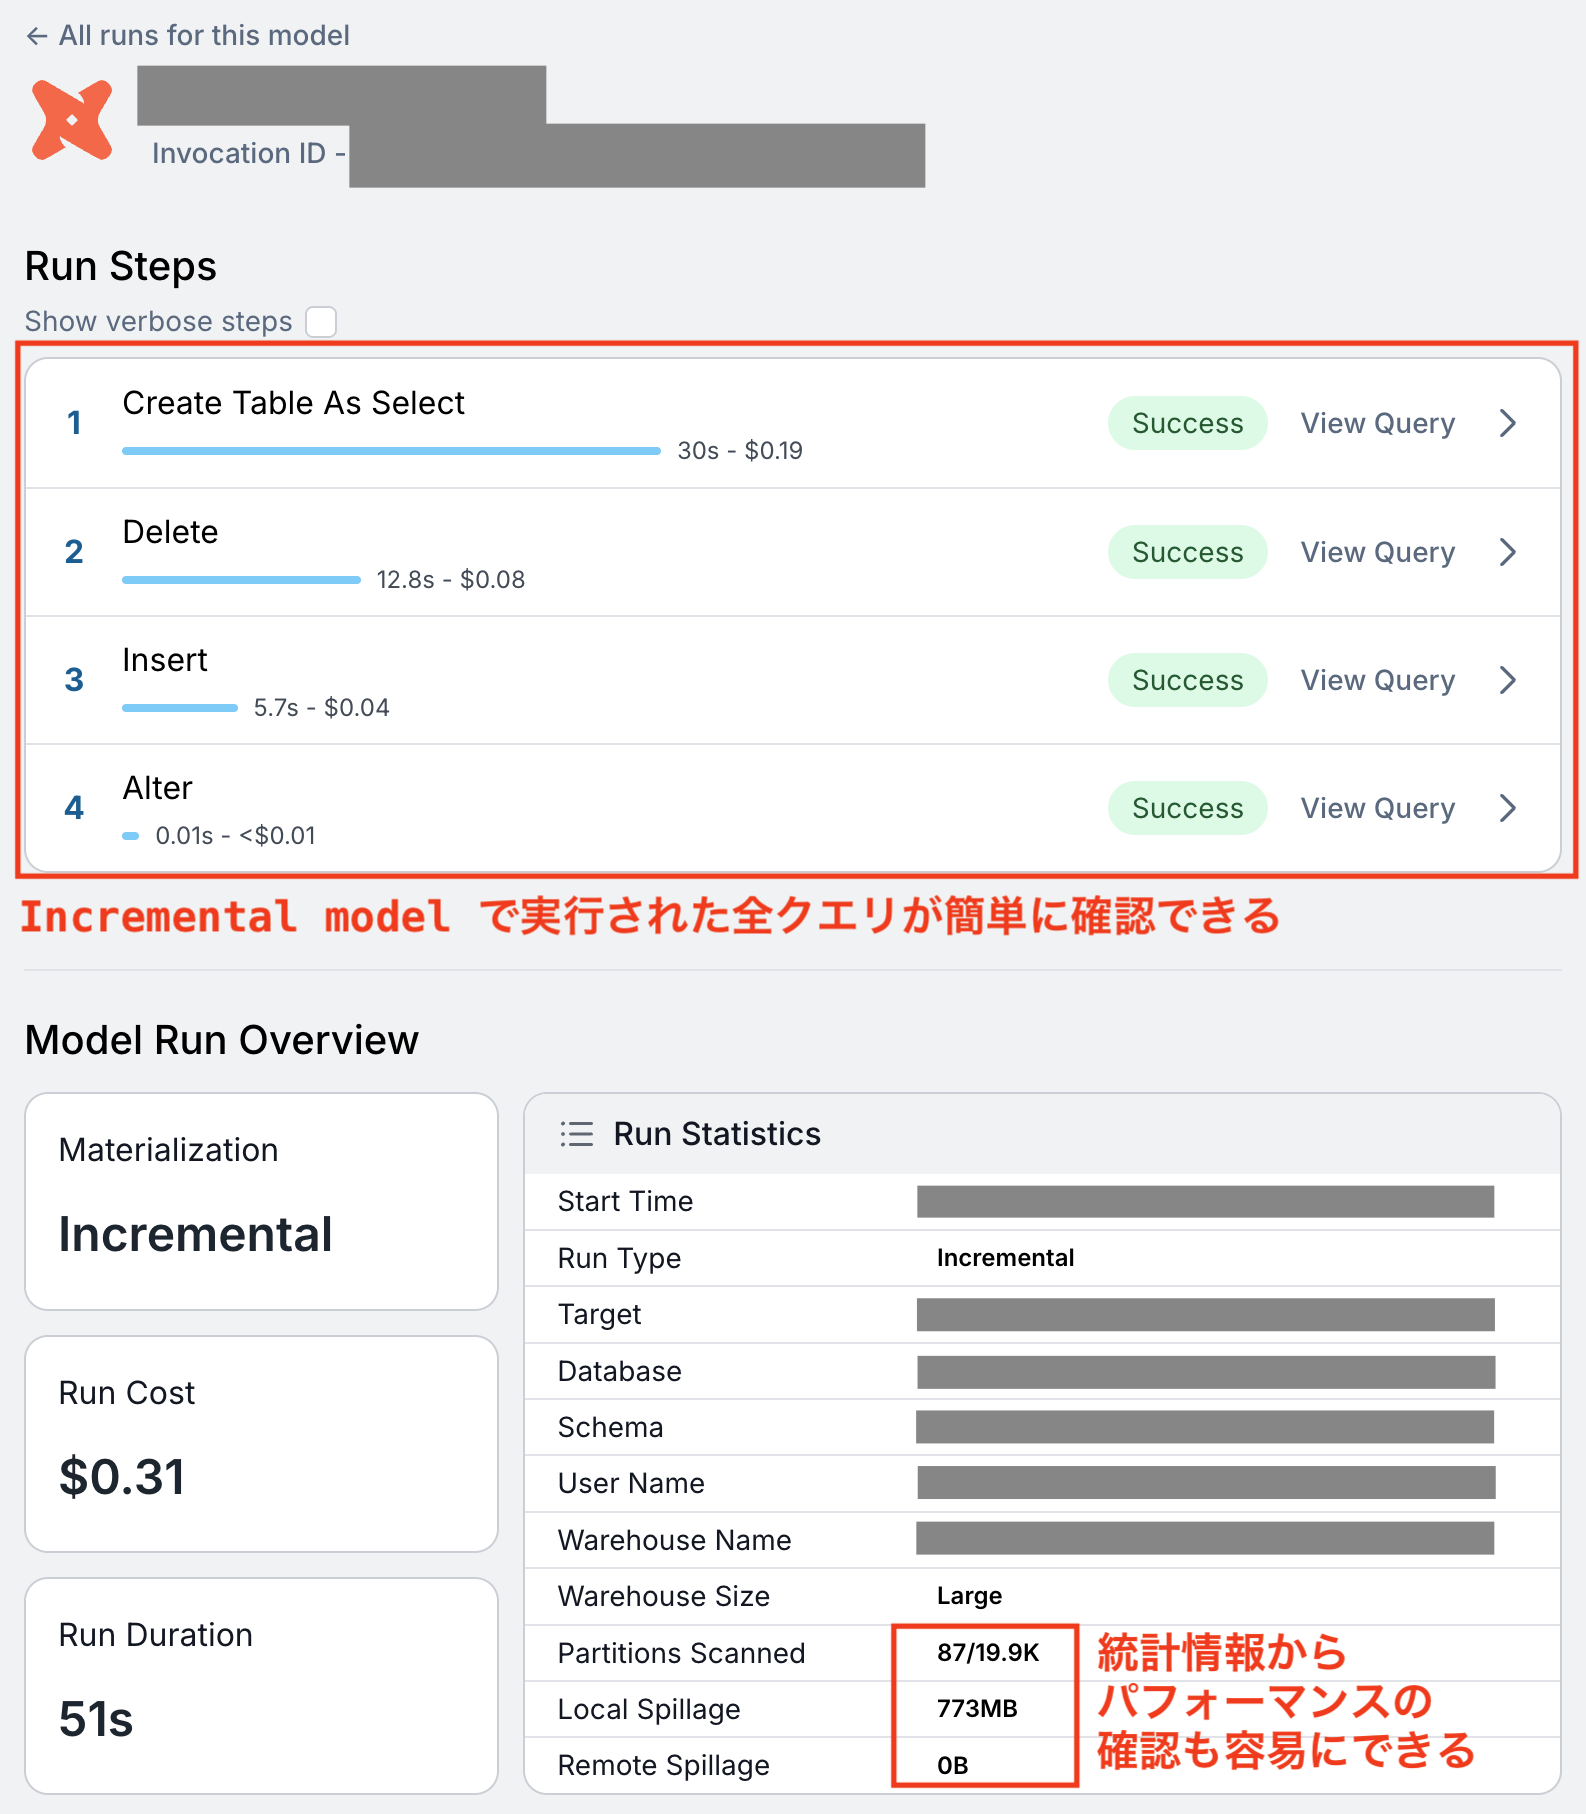 ← All runs for this model
Invocation ID -
Run Steps
Show verbose steps
1 Create Table As Select
30s - $0.19
Success View Query
2 Delete
12.8s - $0.08
Success View Query
3 Insert
5.7s - $0.04
Success View Query
4 Alter
0.01s - <$0.01
Success View Query
Incremental model で実行された全クエリが簡単に確認できる
Model Run Overview
Materialization
Incremental
Run Cost
$0.31
Run Duration
51s
Run Statistics
Start Time
Run Type Incremental
Target
Database
Schema
User Name
Warehouse Name
Warehouse Size Large
Partitions Scanned 87/19.9K
Local Spillage 773MB
Remote Spillage 0B
統計情報から
パフォーマンスの
確認も容易にできる